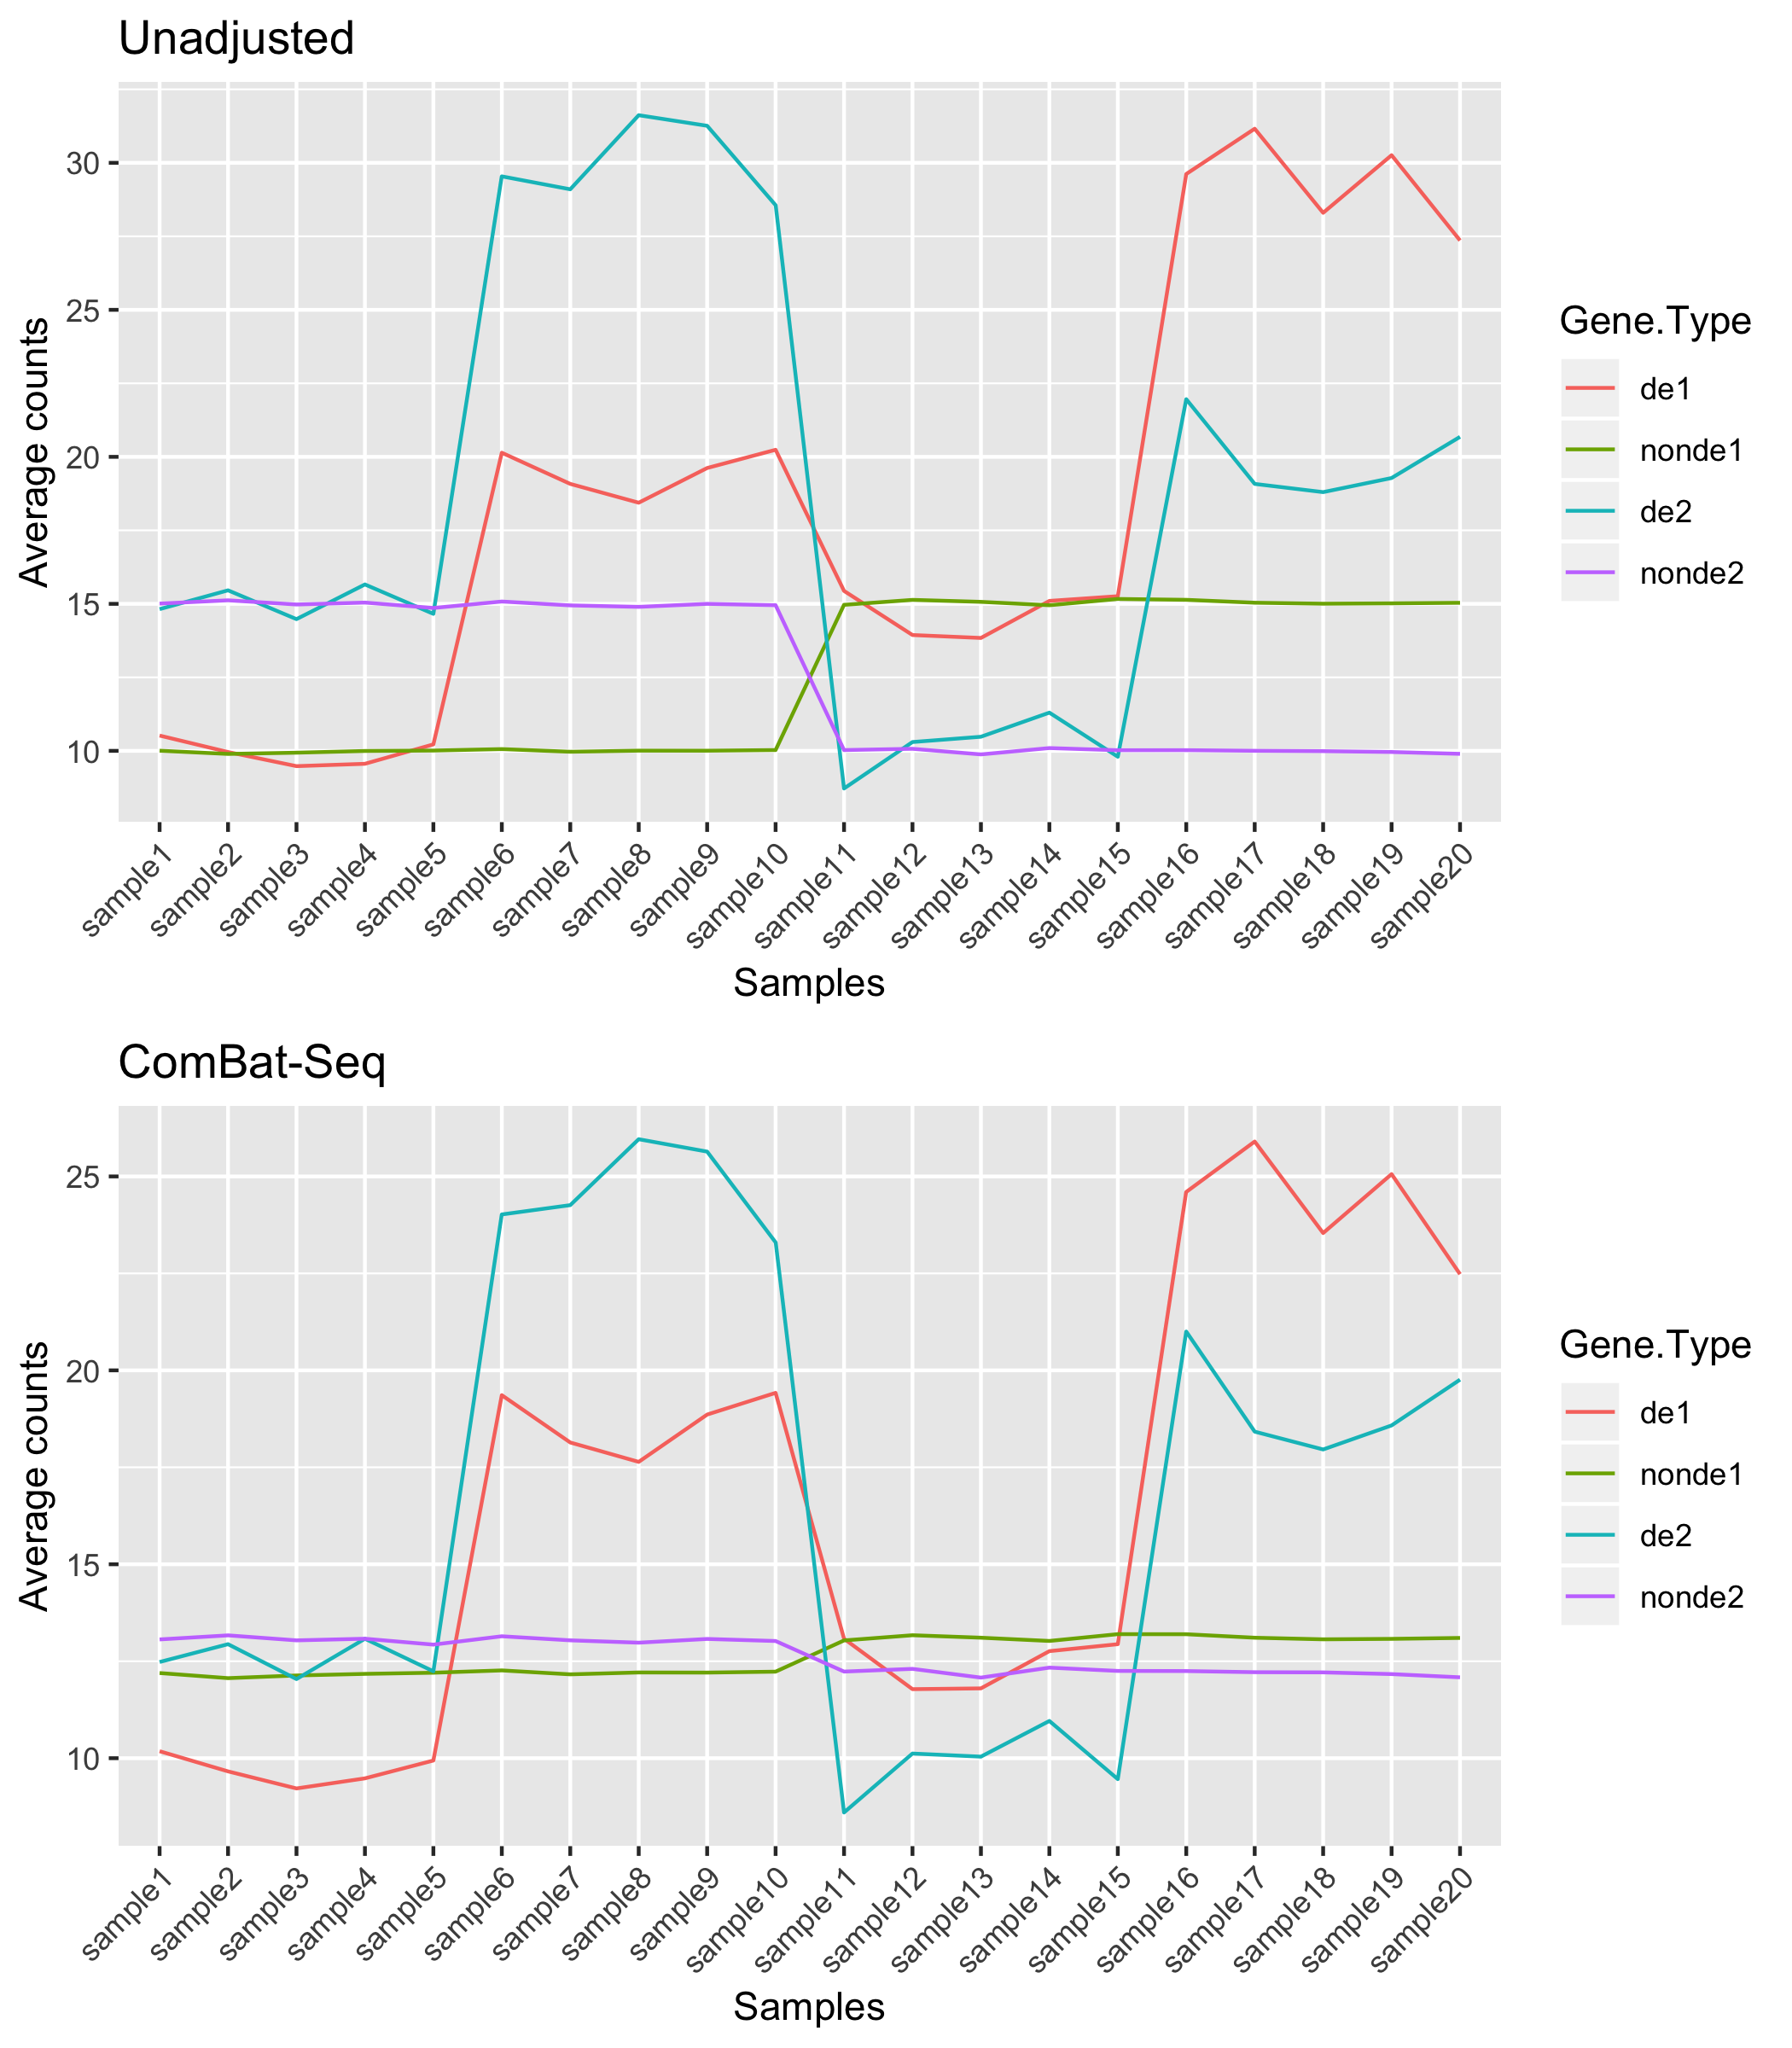 Unadjusted
30
25
20
15
10
Average counts
sample1
sample2
sample3
sample4
sample5
sample6
sample7
sample8
sample9
sample10
sample11
sample12
sample13
sample14
sample15
sample16
sample17
sample18
sample19
sample20
Samples
Gene.Type
de1
nonde1
de2
nonde2
ComBat-Seq
25
20
15
10
Average counts
sample1
sample2
sample3
sample4
sample5
sample6
sample7
sample8
sample9
sample10
sample11
sample12
sample13
sample14
sample15
sample16
sample17
sample18
sample19
sample20
Samples
Gene.Type
de1
nonde1
de2
nonde2